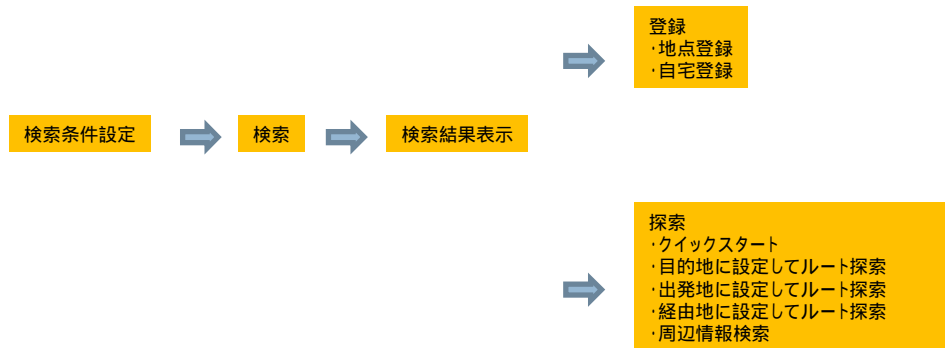 検索条件設定
検索
検索結果表示
登録
・地点登録
・自宅登録
探索
・クイックスタート
・目的地に設定してルート探索
・出発地に設定してルート探索
・経由地に設定してルート探索
・周辺情報検索